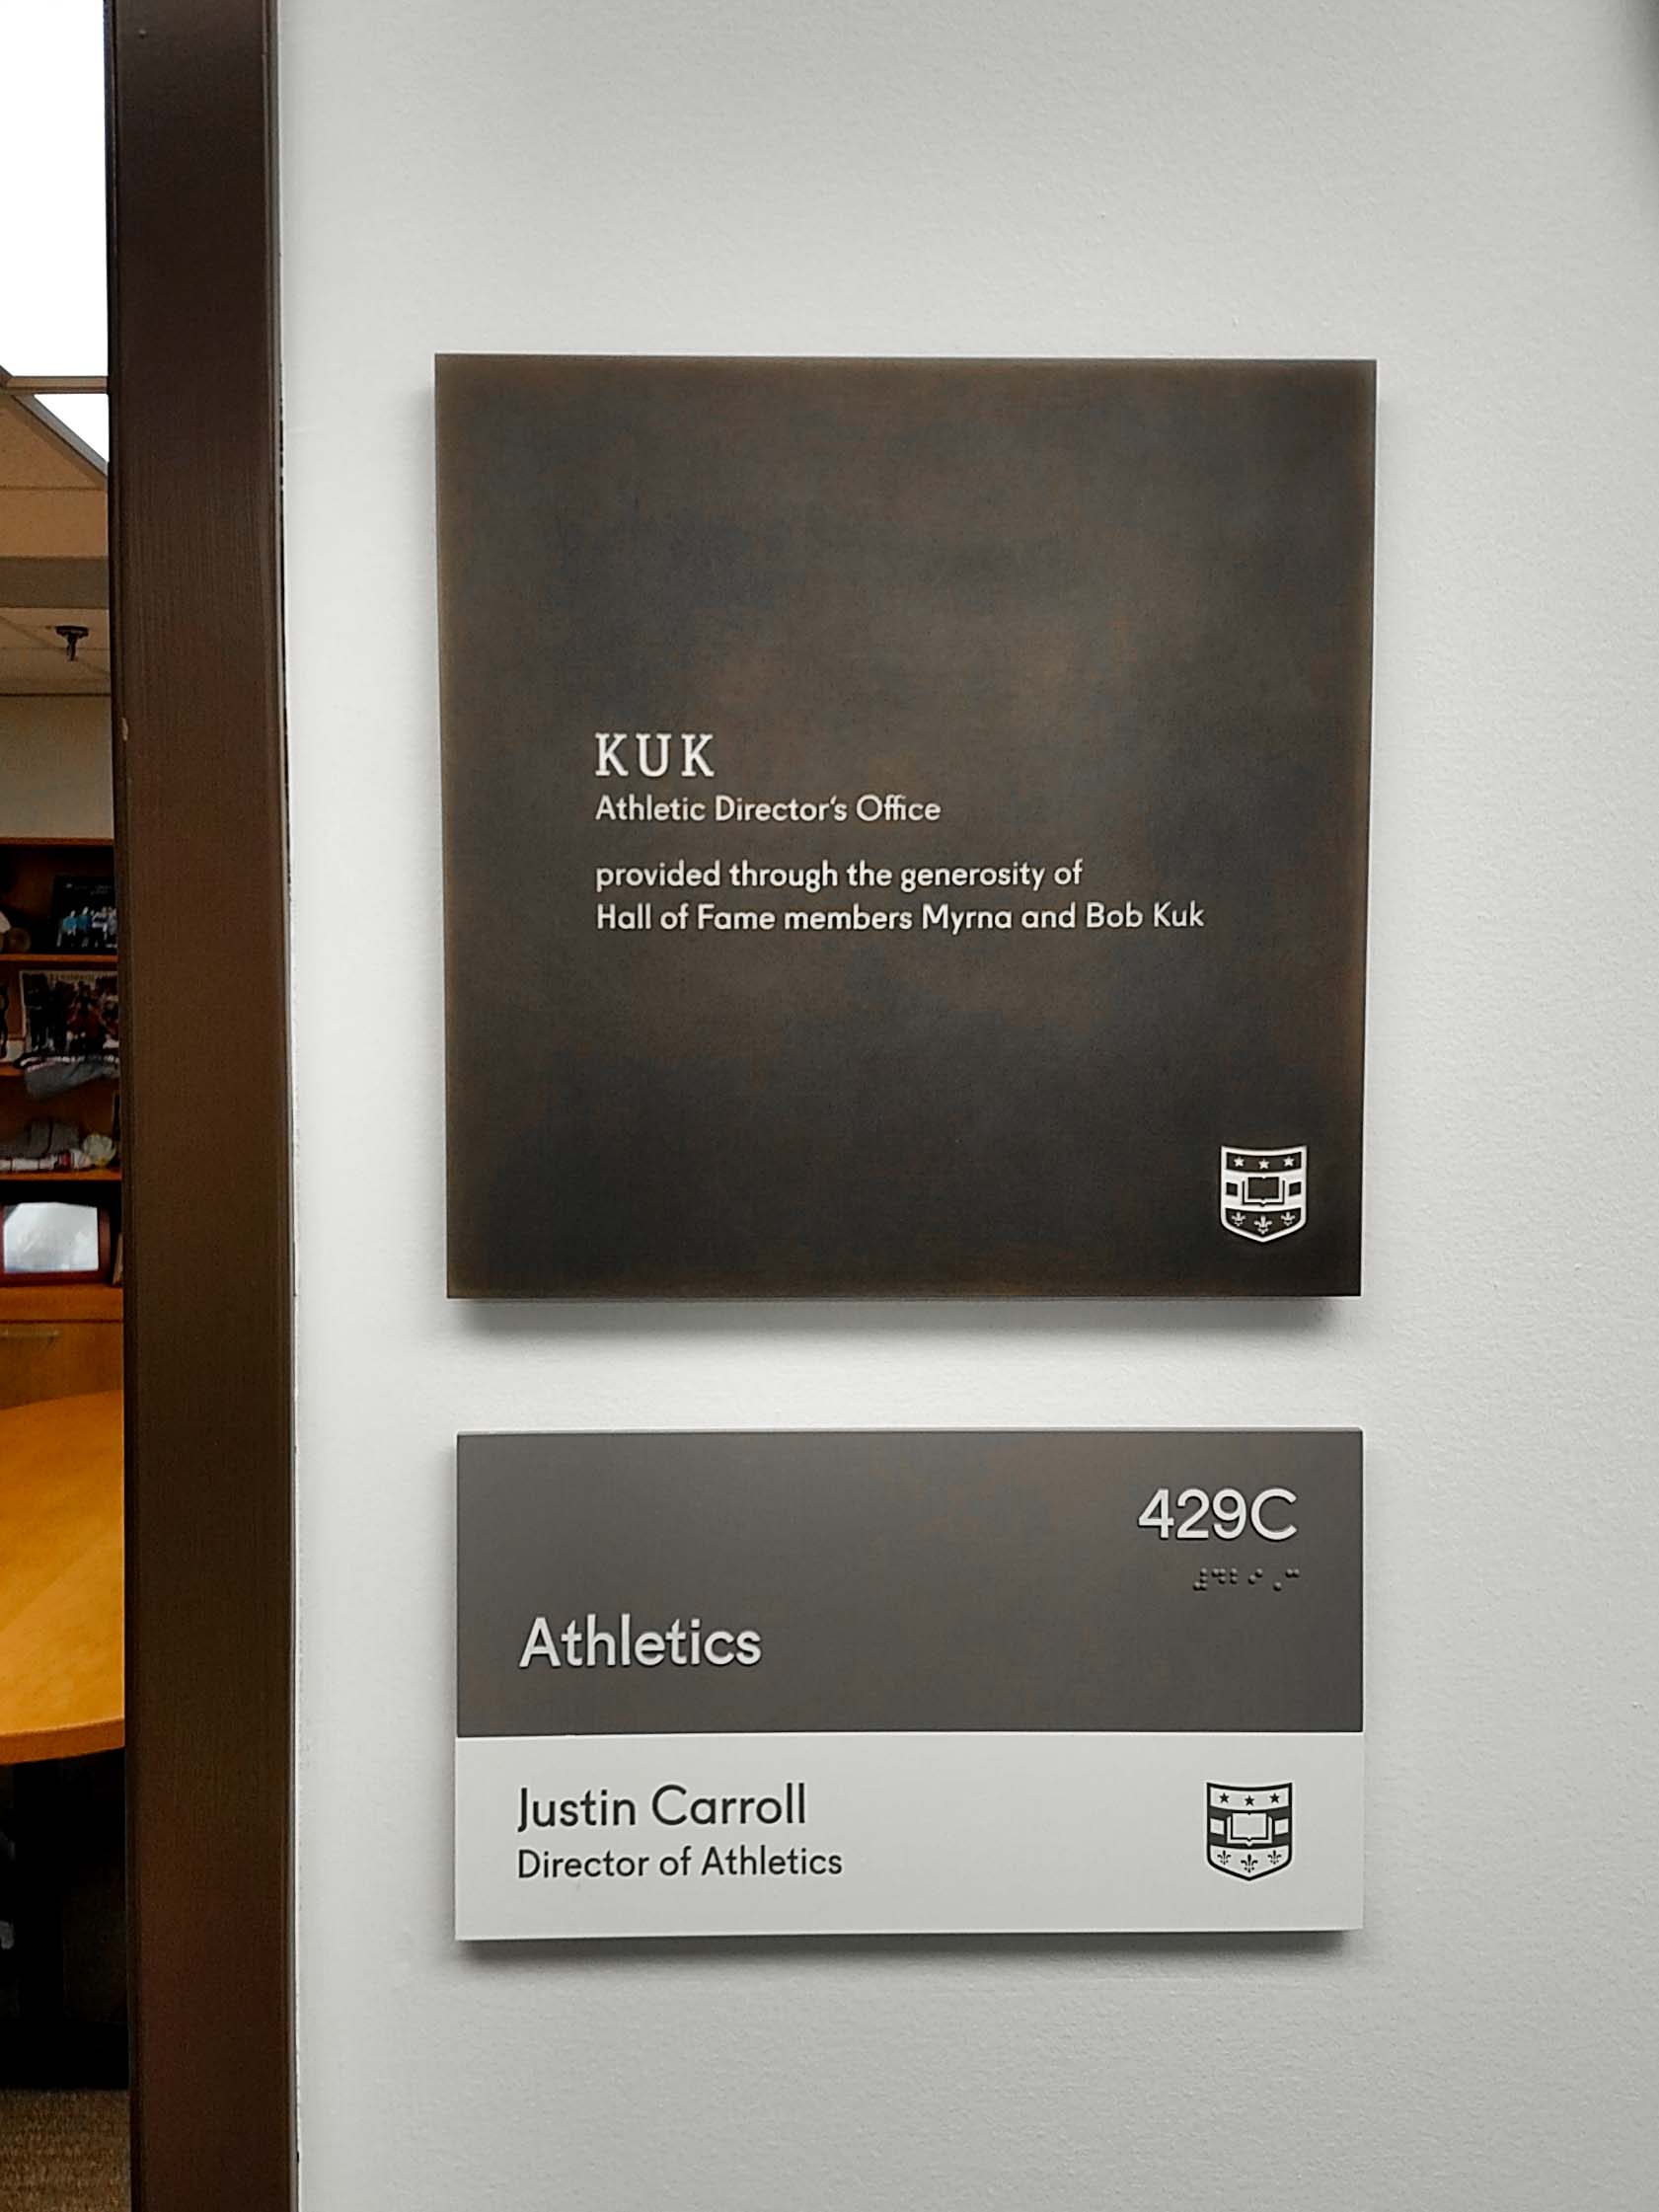 KUK
Athletic Director's Office
provided through the generosity of
Hall of Fame members Myrna and Bob Kuk
429C
Athletics
Justin Carroll
Director of Athletics